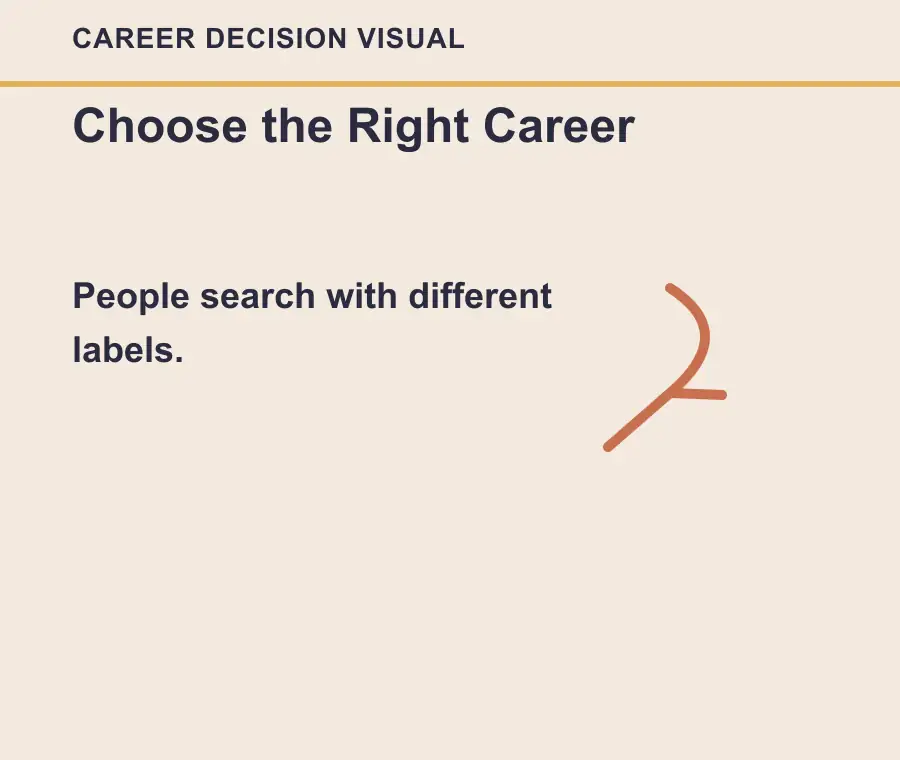 CAREER DECISION VISUAL
Choose the Right Career
People search with different
labels.